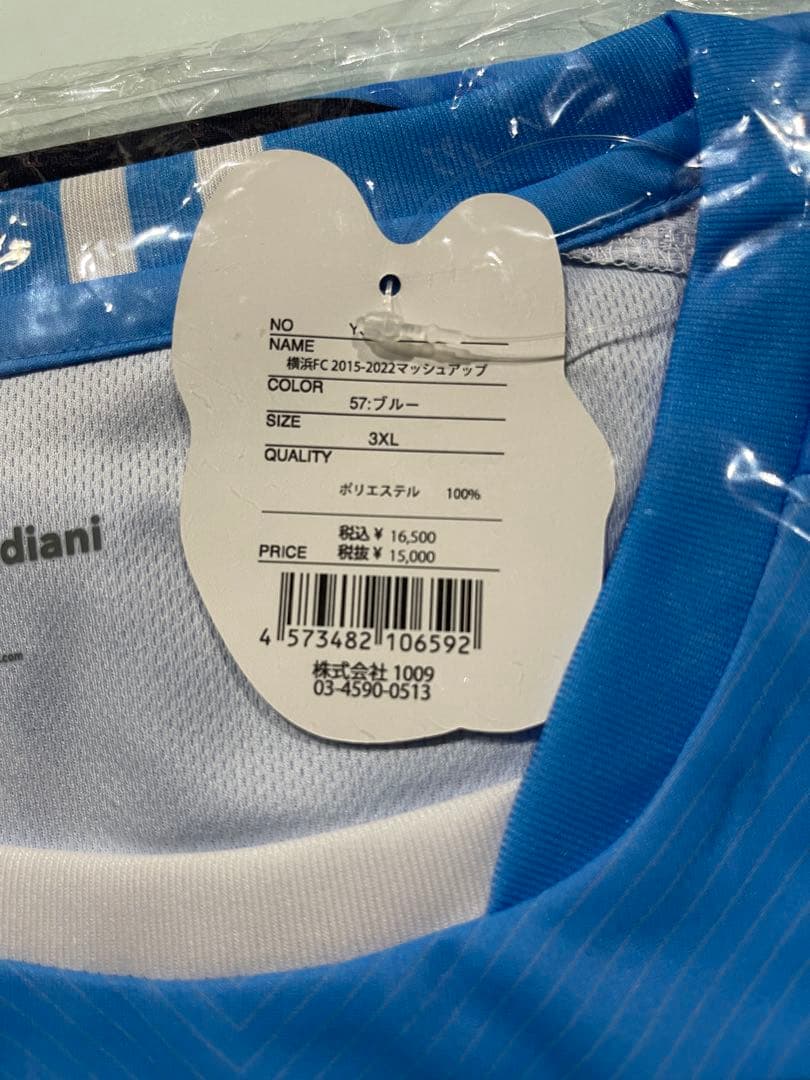 NO
NAME
横浜FC 2015-2022マッシュアップ
COLOR
57:ブルー
SIZE
3XL
QUALITY
ポリエステル 100%
税込¥ 16,500
PRICE 税抜¥ 15,000
4 573482 106592
株式会社 1009
03-4590-0513
diani
.com